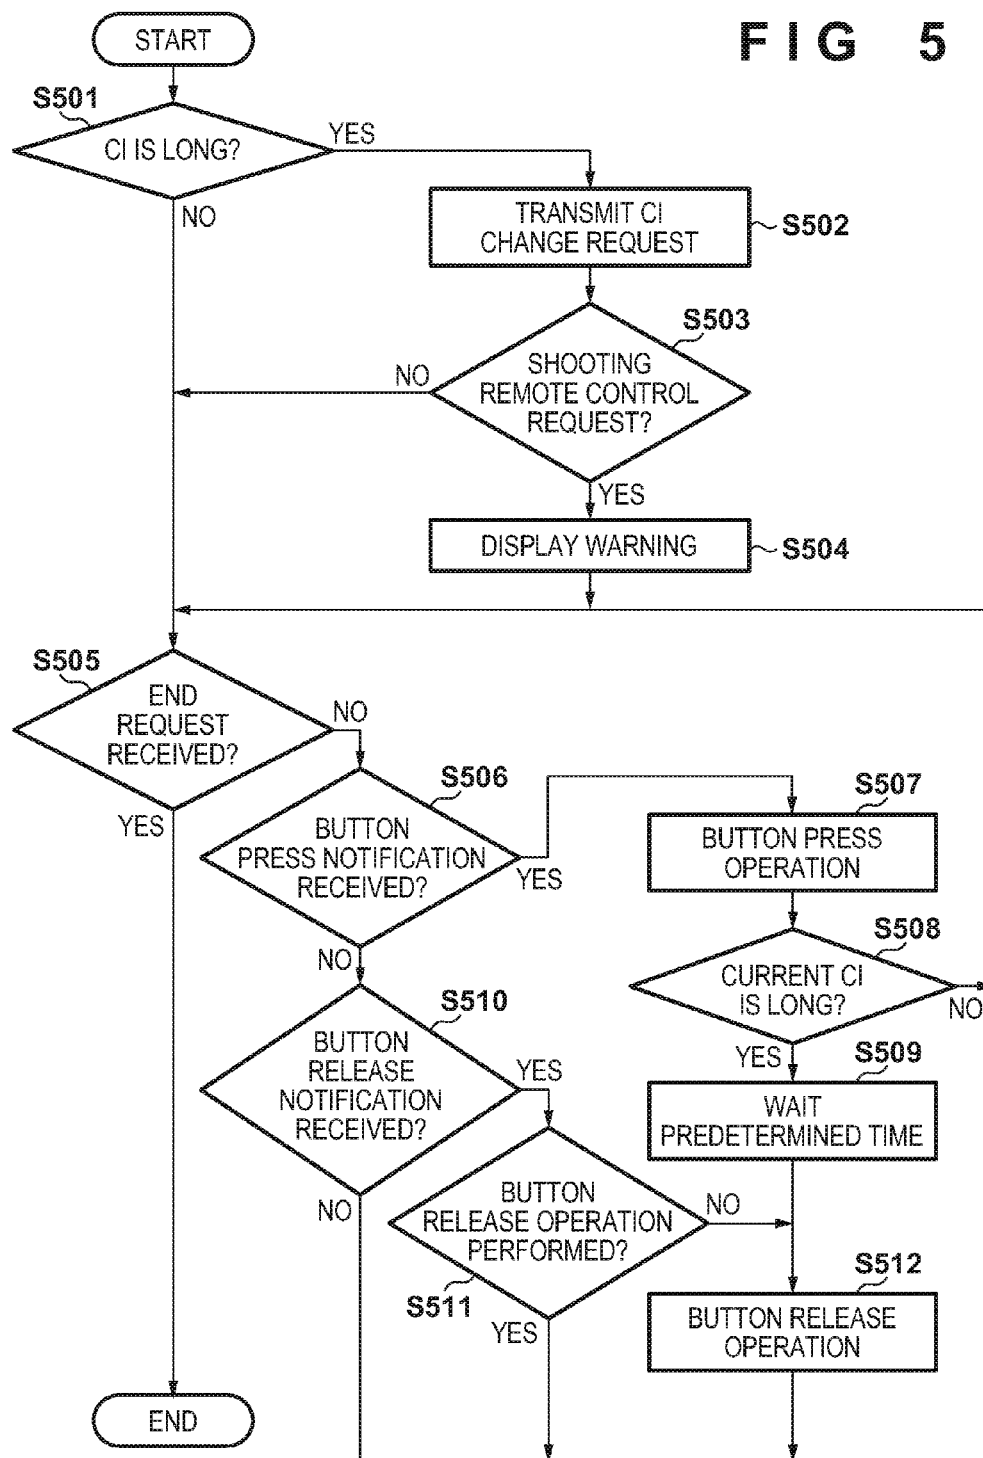 FIG 5
START
S501
CI IS LONG?
YES
NO
TRANSMIT CI
CHANGE REQUEST
S502
S503
SHOOTING
REMOTE CONTROL
REQUEST?
NO
YES
DISPLAY WARNING
S504
S505
END
REQUEST
RECEIVED?
NO
YES
S506
BUTTON
PRESS NOTIFICATION
RECEIVED?
YES
NO
S507
BUTTON PRESS
OPERATION
S508
CURRENT CI
IS LONG?
NO
YES
S509
WAIT
PREDETERMINED TIME
S510
BUTTON
RELEASE
NOTIFICATION
RECEIVED?
YES
NO
BUTTON
RELEASE OPERATION
PERFORMED?
S511
NO
YES
S512
BUTTON RELEASE
OPERATION
END